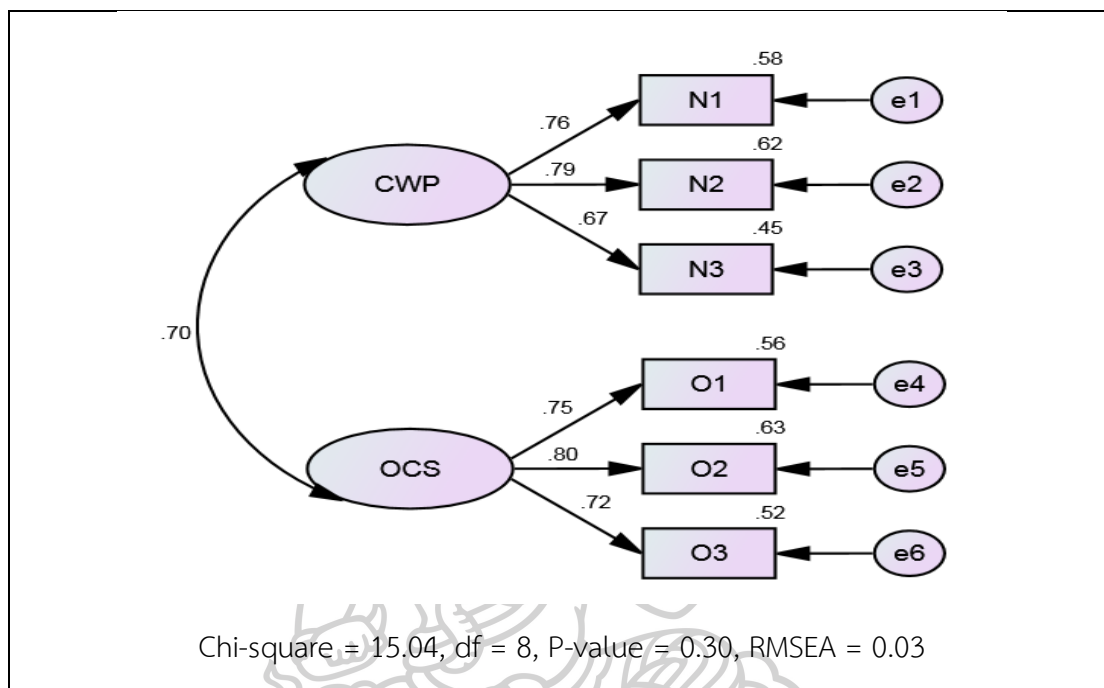 .58
N1
e1
.76
.62
CWP
.79
N2
e2
.67
.45
N3
e3
.70
.56
O1
e4
.75
.63
OCS
.80
O2
e5
.72
.52
O3
e6
Chi-square = 15.04, df = 8, P-value = 0.30, RMSEA = 0.03